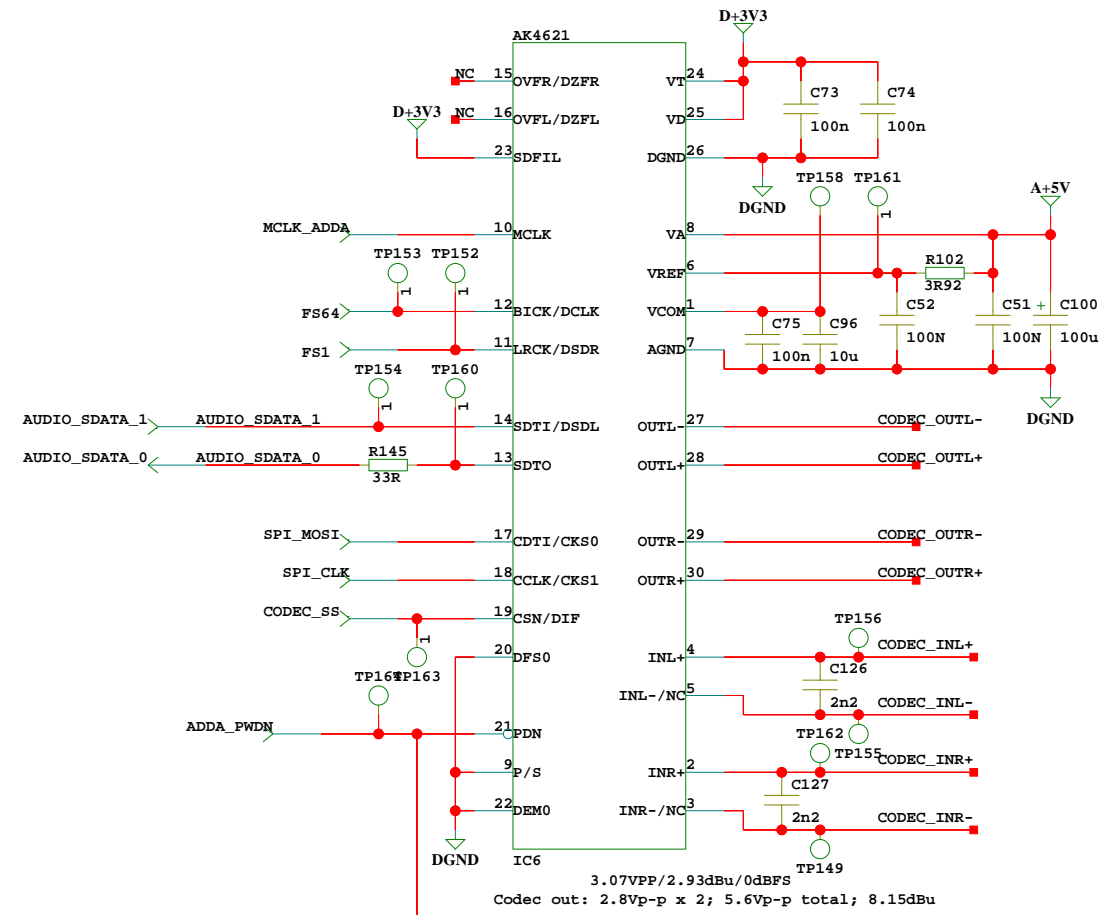 D+3V3
AK4621
NC 15 OVFR/DZFR VT 24
C73 C74
100n 100n
D+3V3 NC 16 OVFL/DZFL VD 25
23 SDFIL DGND 26
DGND
TP158 TP161 A+5V
1
MCLK_ADDA 10 MCLK VA 8
TP153 TP152
1 1
VREF 6 R102
3R92
FS64 12 BICK/DCLK VCOM 1
C75 C96 C52 C51 + C100
100n 10u 100N 100N 100u
FS1 11 LRCK/DSDR AGND 7
TP154 TP160
1 1
DGND
AUDIO_SDATA_1 AUDIO_SDATA_1 14 SDTI/DSDL OUTL- 27 CODEC_OUTL-
AUDIO_SDATA_0 AUDIO_SDATA_0 R145 13 SDTO OUTL+ 28 CODEC_OUTL+
33R
SPI_MOSI 17 CDTI/CKS0 OUTR- 29 CODEC_OUTR-
SPI_CLK 18 CCLK/CKS1 OUTR+ 30 CODEC_OUTR+
CODEC_SS 19 CSN/DIF
1
TP163
TP156
20 DFS0 INL+ 4 CODEC_INL+
TP164
C126
2n2
INL-/NC 5 CODEC_INL-
TP155
ADDA_PWDN 21 PDN
TP162
9 P/S INR+ 2 CODEC_INR+
C127
2n2
22 DEM0 INR-/NC 3 CODEC_INR-
TP149
DGND
IC6
3.07VPP/2.93dBu/0dBFS
Codec out: 2.8Vp-p x 2; 5.6Vp-p total; 8.15dBu